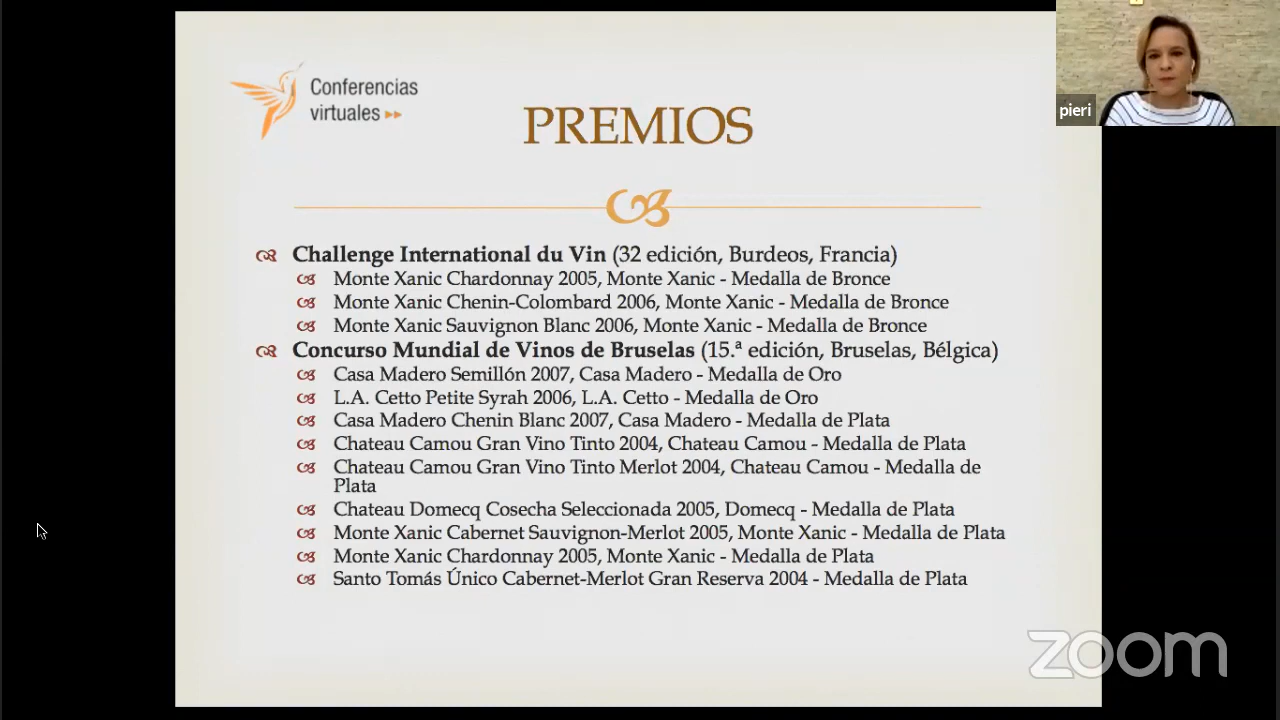 Conferencias
virtuales
PREMIOS
pieri
Challenge International du Vin (32 edición, Burdeos, Francia)
Monte Xanic Chardonnay 2005, Monte Xanic - Medalla de Bronce
Monte Xanic Chenin-Colombard 2006, Monte Xanic - Medalla de Bronce
Monte Xanic Sauvignon Blanc 2006, Monte Xanic - Medalla de Bronce
Concurso Mundial de Vinos de Bruselas (15.ª edición, Bruselas, Bélgica)
Casa Madero Semillón 2007, Casa Madero - Medalla de Oro
L.A. Cetto Petite Syrah 2006, L.A. Cetto - Medalla de Oro
Casa Madero Chenin Blanc 2007, Casa Madero - Medalla de Plata
Chateau Camou Gran Vino Tinto 2004, Chateau Camou - Medalla de Plata
Chateau Camou Gran Vino Tinto Merlot 2004, Chateau Camou - Medalla de
Plata
Chateau Domecq Cosecha Seleccionada 2005, Domecq - Medalla de Plata
Monte Xanic Cabernet Sauvignon-Merlot 2005, Monte Xanic - Medalla de Plata
Monte Xanic Chardonnay 2005, Monte Xanic - Medalla de Plata
Santo Tomás Único Cabernet-Merlot Gran Reserva 2004 - Medalla de Plata
zoom